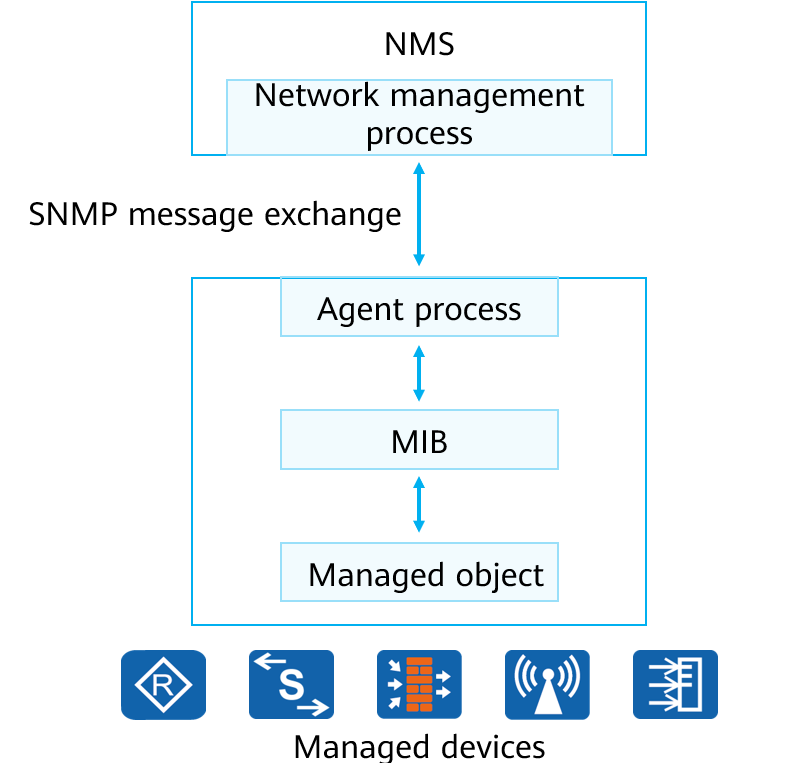 NMS
Network management
process
SNMP message exchange
Agent process
MIB
Managed object
R
S
Managed devices